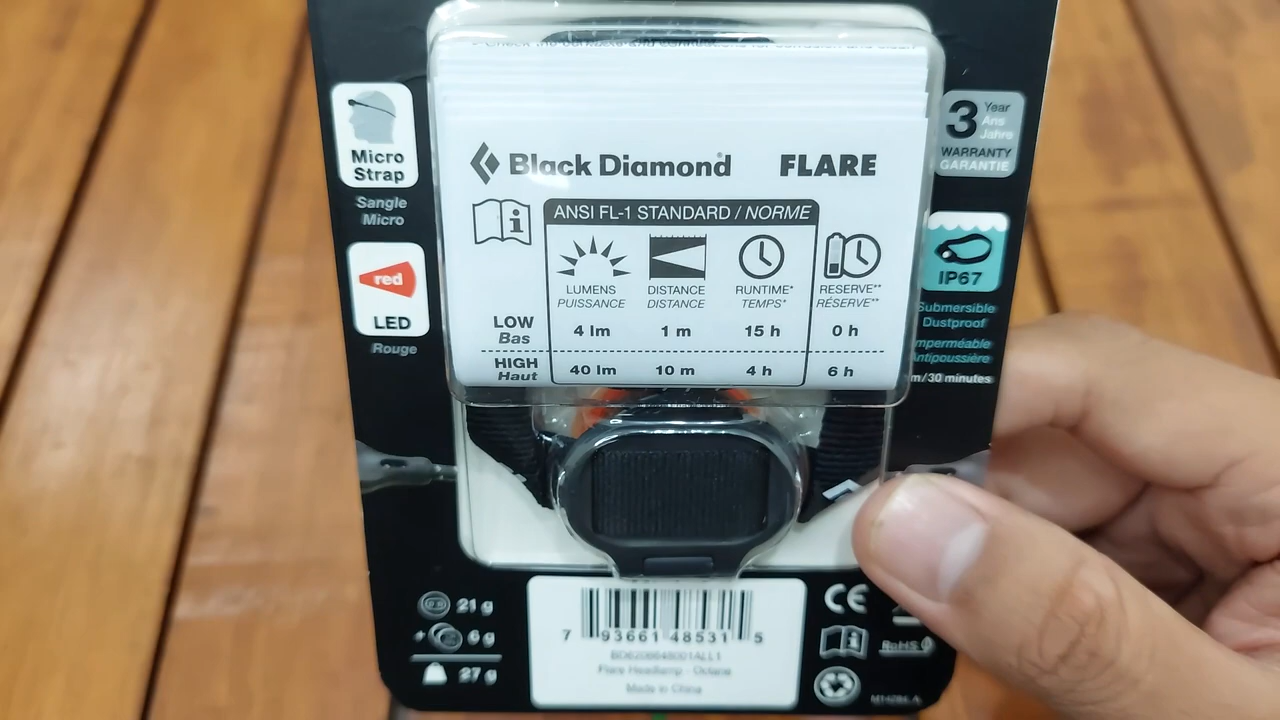 Micro
Strap
Sangle
Micro
red
LED
Rouge
Black Diamond
FLARE
i
ANSI FL-1 STANDARD / NORME
LUMENS DISTANCE RUNTIME* RESERVE**
PUISSANCE DISTANCE TEMPS* RÉSERVE**
LOW 4 lm 1 m 15 h 0 h
Bas
HIGH 40 lm 10 m 4 h 6 h
Haut
3 Year
Ans
Jahre
WARRANTY
GARANTIE
IP67
Submersible
Dustproof
m/30 minutes
21 g
+ 6 g
27 g
7 93661 48531 5
Flare Headlamp - Octane
Made in China
CE
i
RoHS